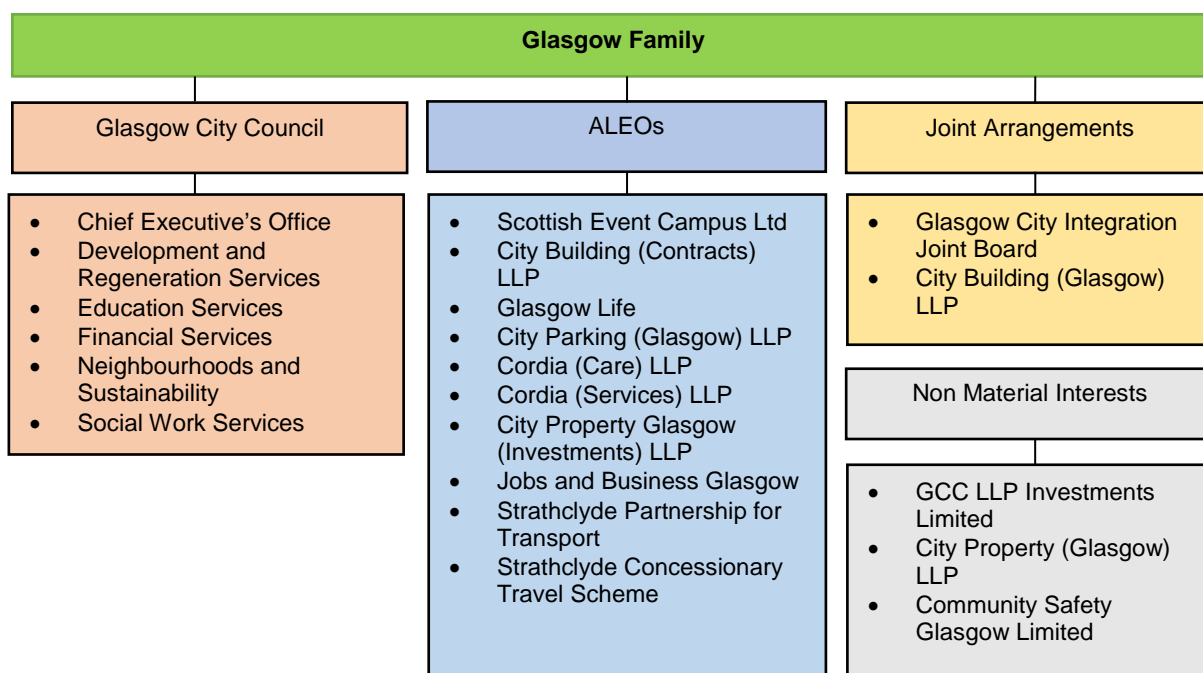 Glasgow Family
Glasgow City Council
• Chief Executive's Office
• Development and
Regeneration Services
• Education Services
• Financial Services
• Neighbourhoods and
Sustainability
• Social Work Services
ALEOs
• Scottish Event Campus Ltd
• City Building (Contracts)
LLP
• Glasgow Life
• City Parking (Glasgow) LLP
• Cordia (Care) LLP
• Cordia (Services) LLP
• City Property Glasgow
(Investments) LLP
• Jobs and Business Glasgow
• Strathclyde Partnership for
Transport
• Strathclyde Concessionary
Travel Scheme
Joint Arrangements
• Glasgow City Integration
Joint Board
• City Building (Glasgow)
LLP
Non Material Interests
• GCC LLP Investments
Limited
• City Property (Glasgow)
LLP
• Community Safety
Glasgow Limited